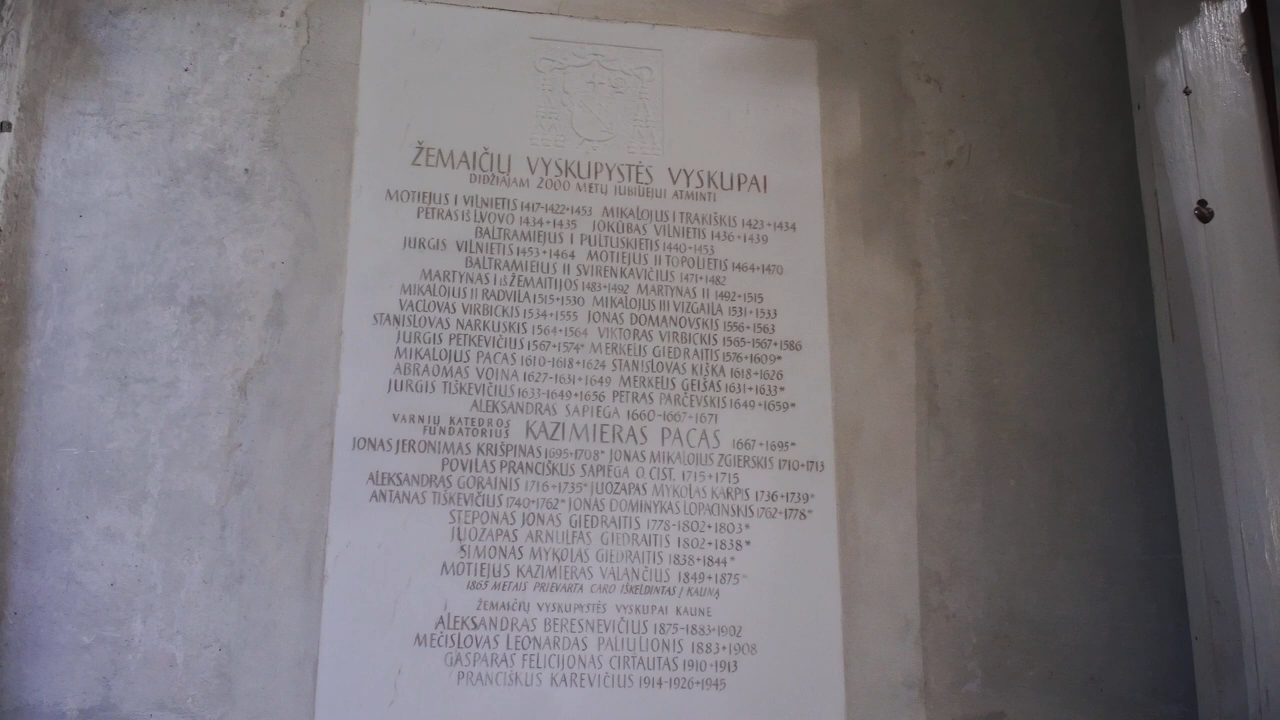 ŽEMAIČIŲ VYSKUPYSTĖS VYSKUPAI
DIDŽIAJAM 2000 METŲ JUBILIEJUI ATMINTI
MOTIEJUS I VILNIETIS 1417-1422+1453 MIKALOJUS I TRAKIŠKIS 1423+1434
PETRAS IŠ LVOVO 1434+1435 JOKŪBAS VILNIETIS 1436+1439
BALTRAMIEJUS I PULTUSKIETIS 1440+1453
JURGIS VILNIETIS 1453+1464 MOTIEJUS II TOPOLIETIS 1464+1470
BALTRAMIEJUS II SVIRENKAVIČIUS 1471+1482
MARTYNAS I IŠ ŽEMAITIJOS 1483+1492 MARTYNAS II 1492+1515
MIKALOJUS II RADVILA 1515+1530 MIKALOJUS III VIZGAILA 1531+1533
VACLOVAS VIRBICKIS 1534+1555 JONAS DOMANOVSKIS 1556+1563
STANISLOVAS NARKUSKIS 1564+1564 VIKTORAS VIRBICKIS 1565-1567+1586
JURGIS PETKEVIČIUS 1567+1574* MERKELIS GIEDRAITIS 1576+1609*
MIKALOJUS PACAS 1610-1618+1624 STANISLOVAS KIŠKA 1618+1626
ABRAOMAS VOINA 1627-1631+1649 MERKELIS GEIŠAS 1631+1633*
JURGIS TIŠKEVIČIUS 1633-1649+1656 PETRAS PARČEVSKIS 1649+1659*
ALEKSANDRAS SAPIEGA 1660-1667+1671
VARNIŲ KATEDROS FUNDATORIUS KAZIMIERAS PACAS 1667+1695*
JONAS JERONIMAS KRIŠPINAS 1695+1708* JONAS MIKALOJUS ZGIERSKIS 1710+1713
POVILAS PRANCIŠKUS SAPIEGA O. CIST. 1715+1715
ALEKSANDRAS GORAINIS 1716+1735* JUOZAPAS MYKOLAS KARPIS 1736+1739*
ANTANAS TIŠKEVIČIUS 1740+1762* JONAS DOMINYKAS LOPACINSKIS 1762+1778*
STEPONAS JONAS GIEDRAITIS 1778-1802+1803*
JUOZAPAS ARNULFAS GIEDRAITIS 1802+1838*
SIMONAS MYKOLAS GIEDRAITIS 1838+1844*
MOTIEJUS KAZIMIERAS VALANČIUS 1849+1875*
1865 METAIS PRIEVARTA CARO IŠKELDINTAS Į KAUNĄ
ŽEMAIČIŲ VYSKUPYSTĖS VYSKUPAI KAUNE
ALEKSANDRAS BERESNEVIČIUS 1875-1883+1902
MEČISLOVAS LEONARDAS PALIULIONIS 1883+1908
GASPARAS FELICIJONAS CIRTAUTAS 1910+1913
PRANCIŠKUS KAREVIČIUS 1914-1926+1945